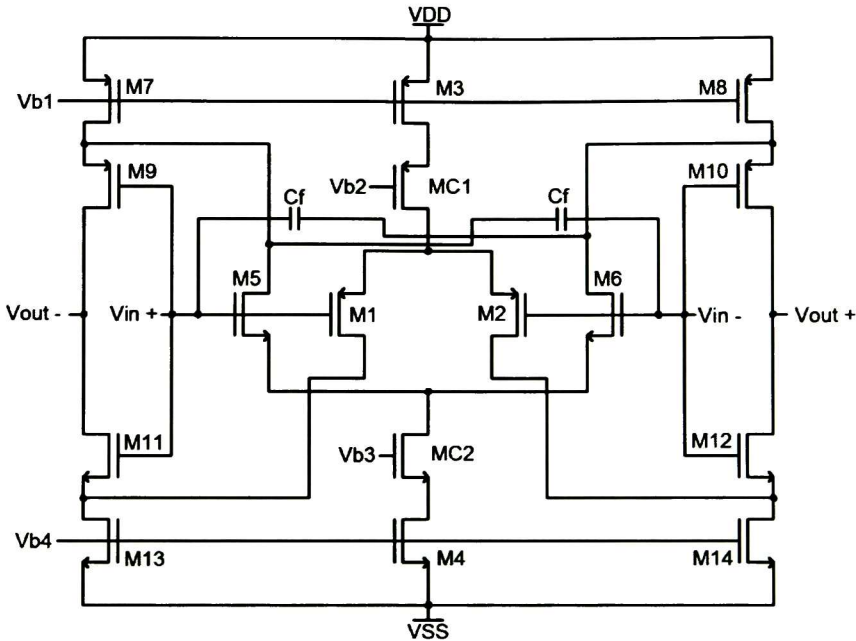 VDD
M7
M3
M8
Vb1
M9
Vb2
MC1
M10
Cf
Cf
M5
M6
Vout -
Vin +
M1
M2
Vin -
Vout +
M11
Vb3
MC2
M12
Vb4
M13
M4
M14
VSS